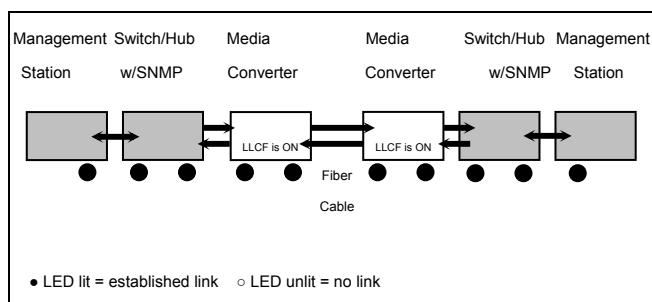 Management Switch/Hub Media Media Switch/Hub Management
Station w/SNMP Converter Converter w/SNMP Station
LLCF is ON LLCF is ON
Fiber
Cable
● LED lit = established link ○ LED unlit = no link